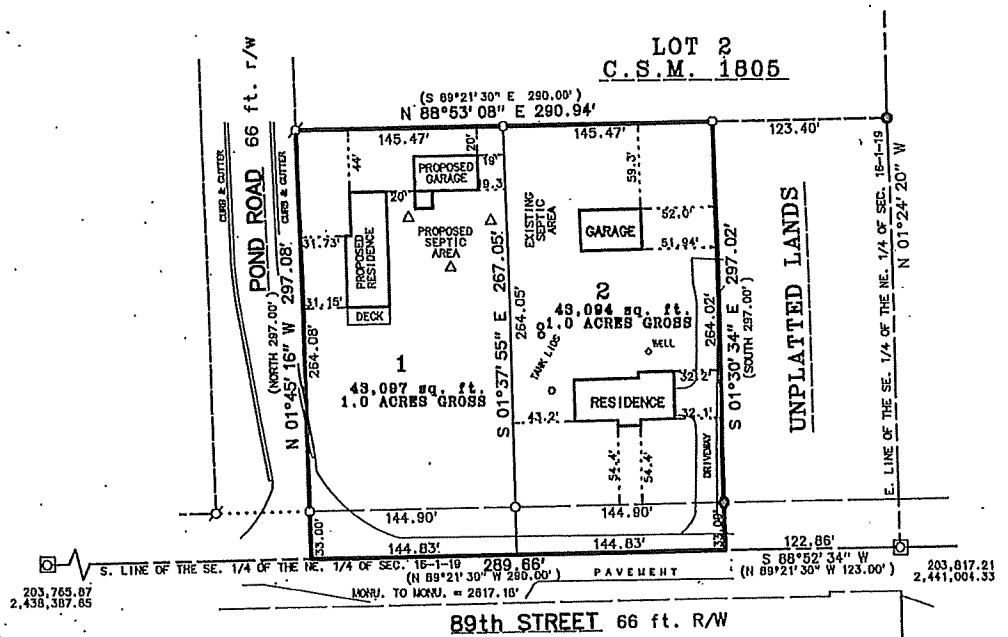 LOT 2
C.S.M. 1805
(S 89°21'30" E 290.00')
N 88°53'08" E 290.94'
145.47'
145.47'
123.40'
POND ROAD 66 ft. r/w
CURB & GUTTER
CURB & GUTTER
44'
20'
19'
9.3
20'
PROPOSED
GARAGE
PROPOSED
RESIDENCE
DECK
31.73'
31.15'
PROPOSED
SEPTIC
AREA
EXISTING
SEPTIC
AREA
59.3'
GARAGE
52.0'
51.94'
N 01°45'16" W 297.08'
(NORTH 297.00')
264.08'
S 01°37'55" E 267.05'
264.05'
S 01°30'34" E 297.02'
(SOUTH 297.00')
264.02'
1
43,097 sq. ft.
1.0 ACRES GROSS
2
43,094 sq. ft.
1.0 ACRES GROSS
TANK LIDS
WELL
RESIDENCE
32.2'
32.1'
43.2'
54.4'
54.4'
DRIVEWAY
UNPLATTED LANDS
E. LINE OF THE SE. 1/4 OF THE NE. 1/4 OF SEC. 16-1-19
N 01°24'20" W
144.90'
144.90'
33.00'
33.00'
144.83'
144.83'
122.86'
S. LINE OF THE SE. 1/4 OF THE NE. 1/4 OF SEC. 16-1-19
289.66'
S 88°52'34" W
(N 89°21'30" W 290.00')
PAVEMENT
(N 89°21'30" W 123.00')
MONU. TO MONU. = 2617.18'
203,765.87
2,438,387.65
203,817.21
2,441,004.33
89th STREET 66 ft. R/W